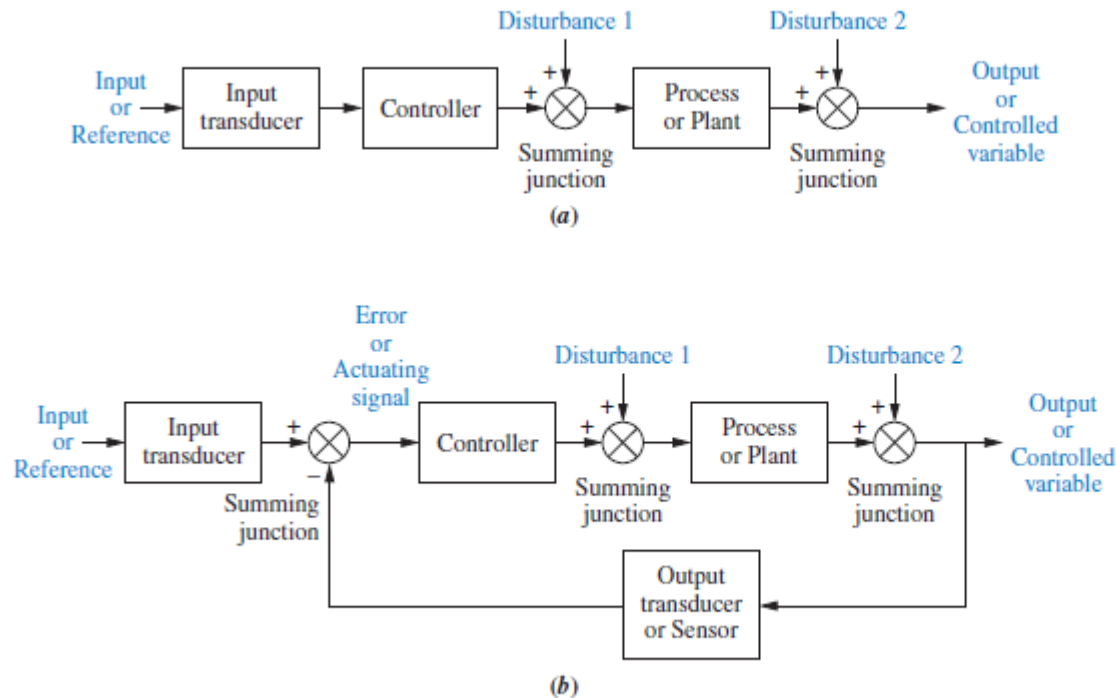 Disturbance 1
Disturbance 2
Input
or
Reference
Input
transducer
Controller
+
+
Summing
junction
Process
or Plant
+
+
Summing
junction
Output
or
Controlled
variable
(a)
Error
or
Actuating
signal
Disturbance 1
Disturbance 2
Input
or
Reference
Input
transducer
+
−
Summing
junction
Controller
+
+
Summing
junction
Process
or Plant
+
+
Summing
junction
Output
or
Controlled
variable
Output
transducer
or Sensor
(b)